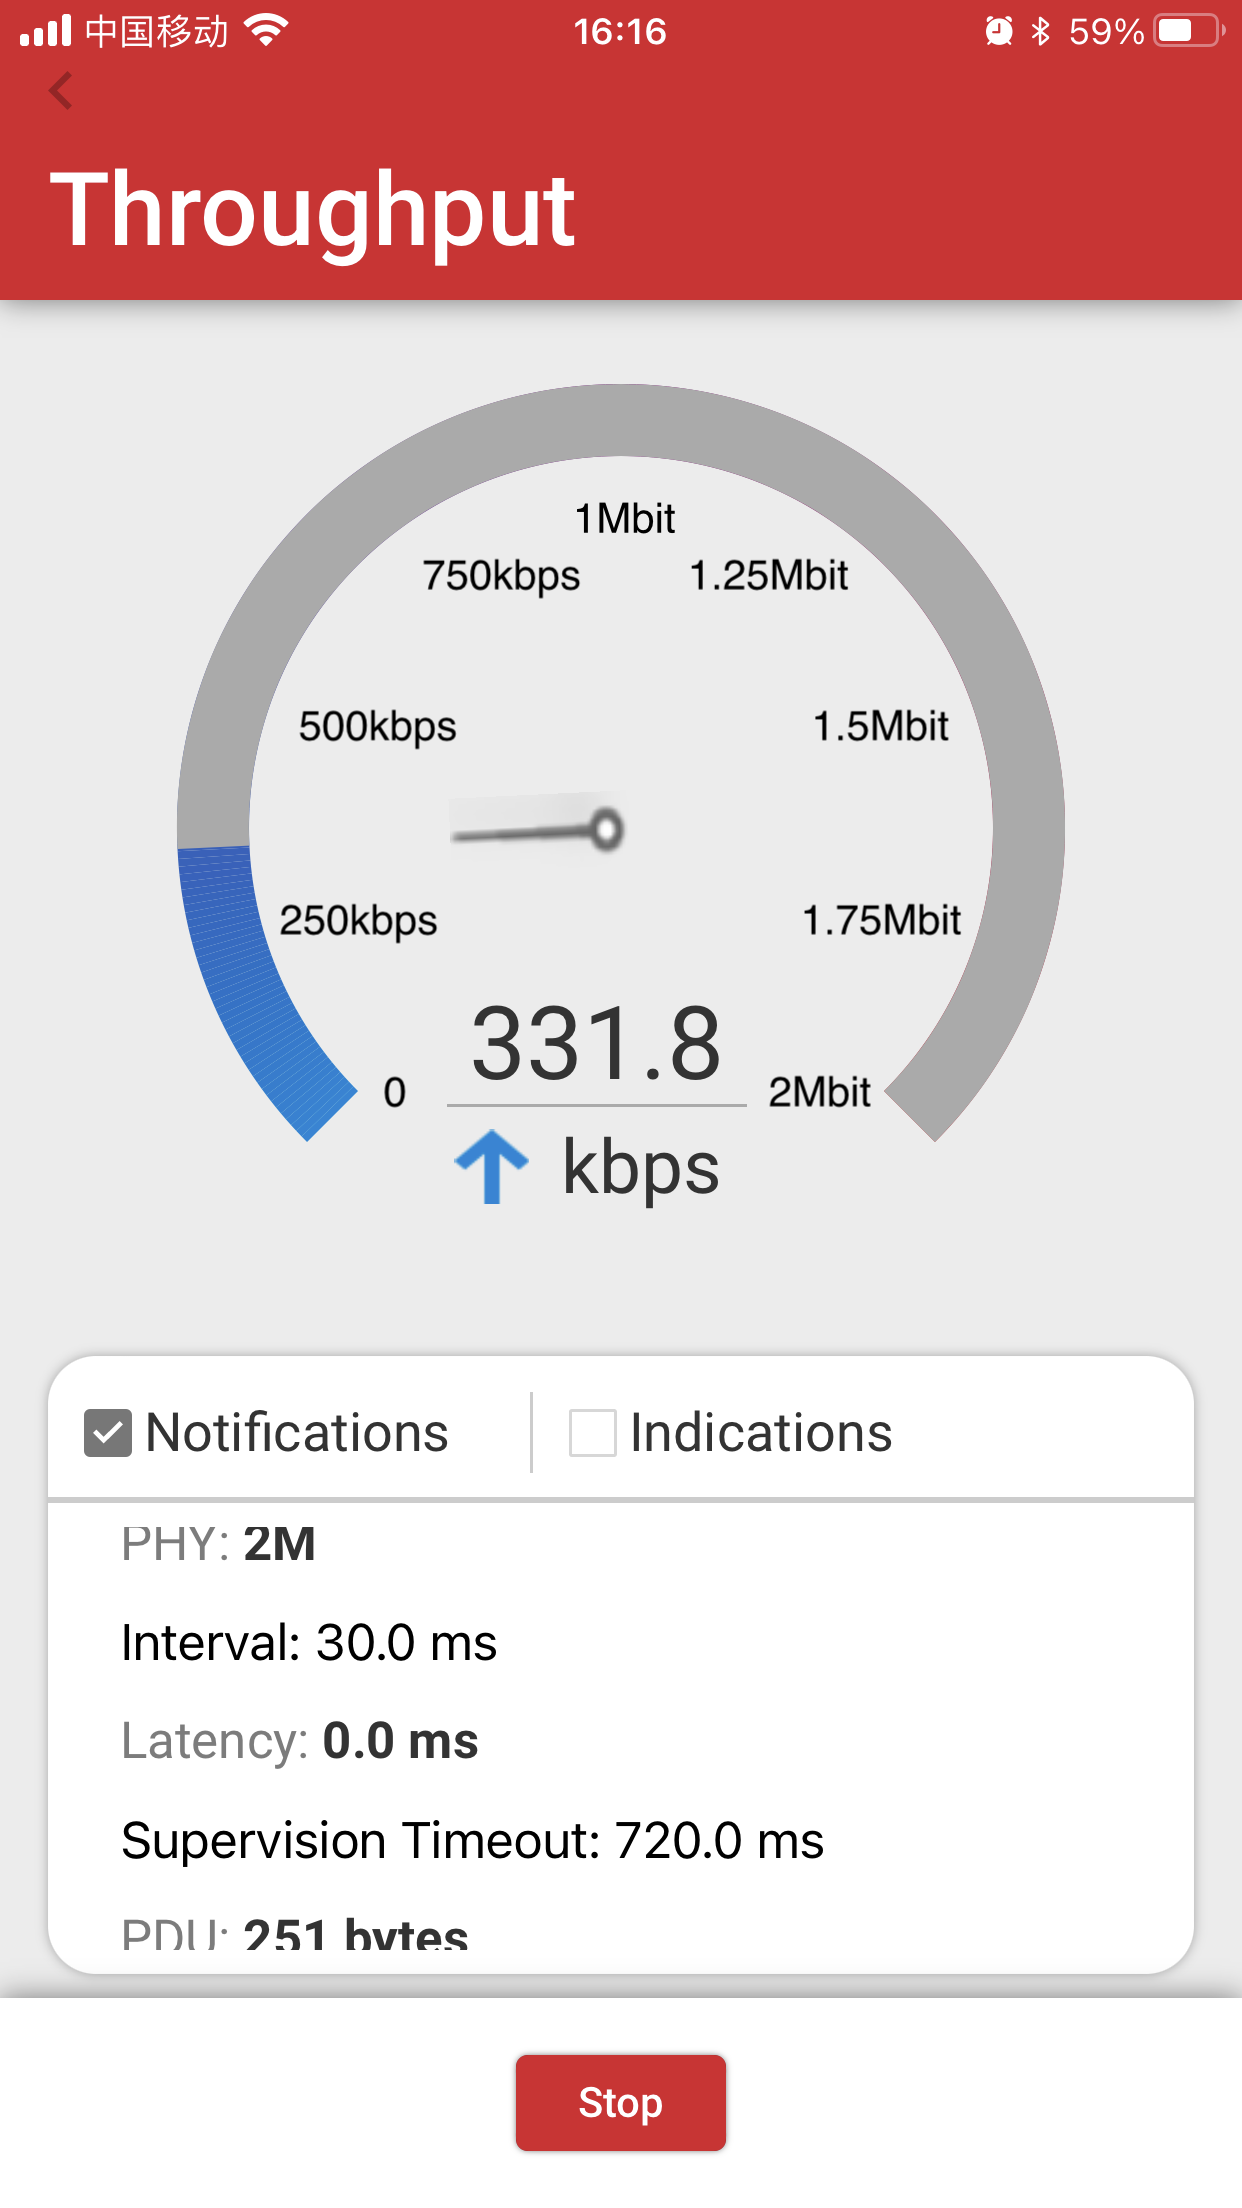 中国移动 16:16 59%
Throughput
1Mbit
750kbps 1.25Mbit
500kbps 1.5Mbit
250kbps 1.75Mbit
331.8
0 2Mbit
kbps
Notifications Indications
PHY: 2M
Interval: 30.0 ms
Latency: 0.0 ms
Supervision Timeout: 720.0 ms
PDU: 251 bytes
Stop